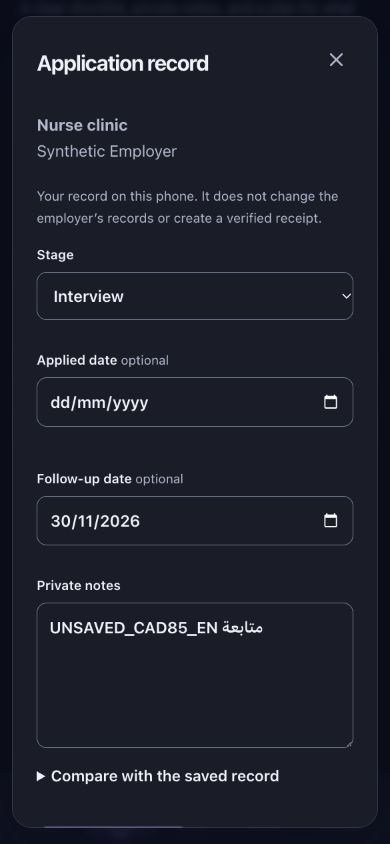 Application record
Nurse clinic
Synthetic Employer
Your record on this phone. It does not change the
employer’s records or create a verified receipt.
Stage
Interview
Applied date optional
dd/mm/yyyy
Follow-up date optional
30/11/2026
Private notes
UNSAVED_CAD85_EN متابعة
Compare with the saved record